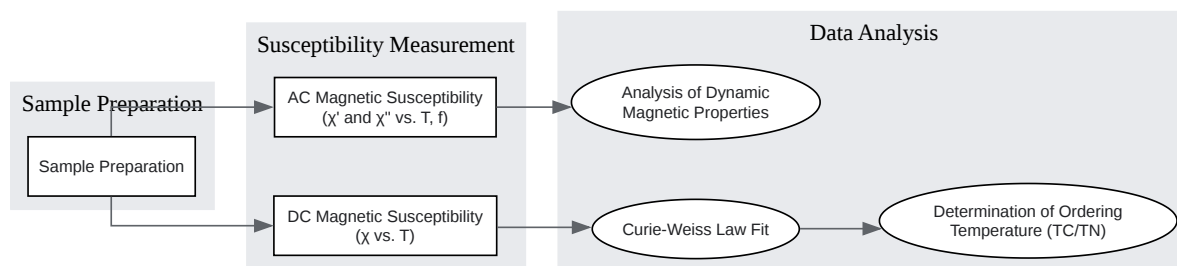 Sample Preparation
Sample Preparation
Susceptibility Measurement
AC Magnetic Susceptibility
(χ' and χ" vs. T, f)
DC Magnetic Susceptibility
(χ vs. T)
Data Analysis
Analysis of Dynamic
Magnetic Properties
Curie-Weiss Law Fit
Determination of Ordering
Temperature (TC/TN)